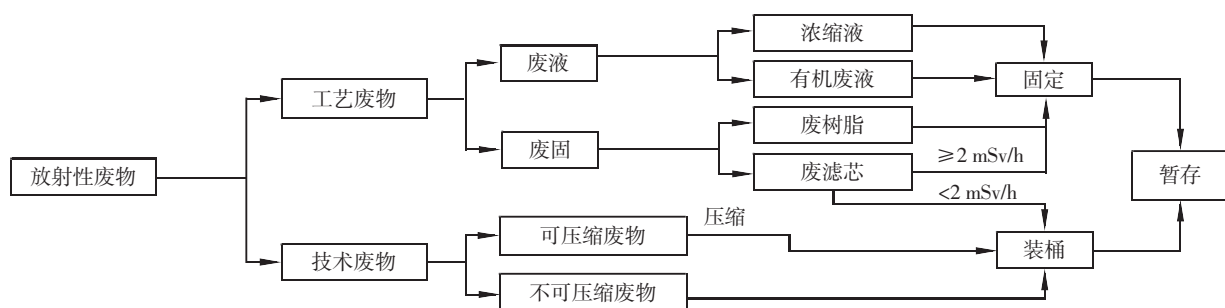 浓缩液
废液
工艺废物
有机废液
固定
废树脂
废固
≥2 mSv/h
废滤芯
放射性废物
暂存
<2 mSv/h
压缩
可压缩废物
技术废物
装桶
不可压缩废物